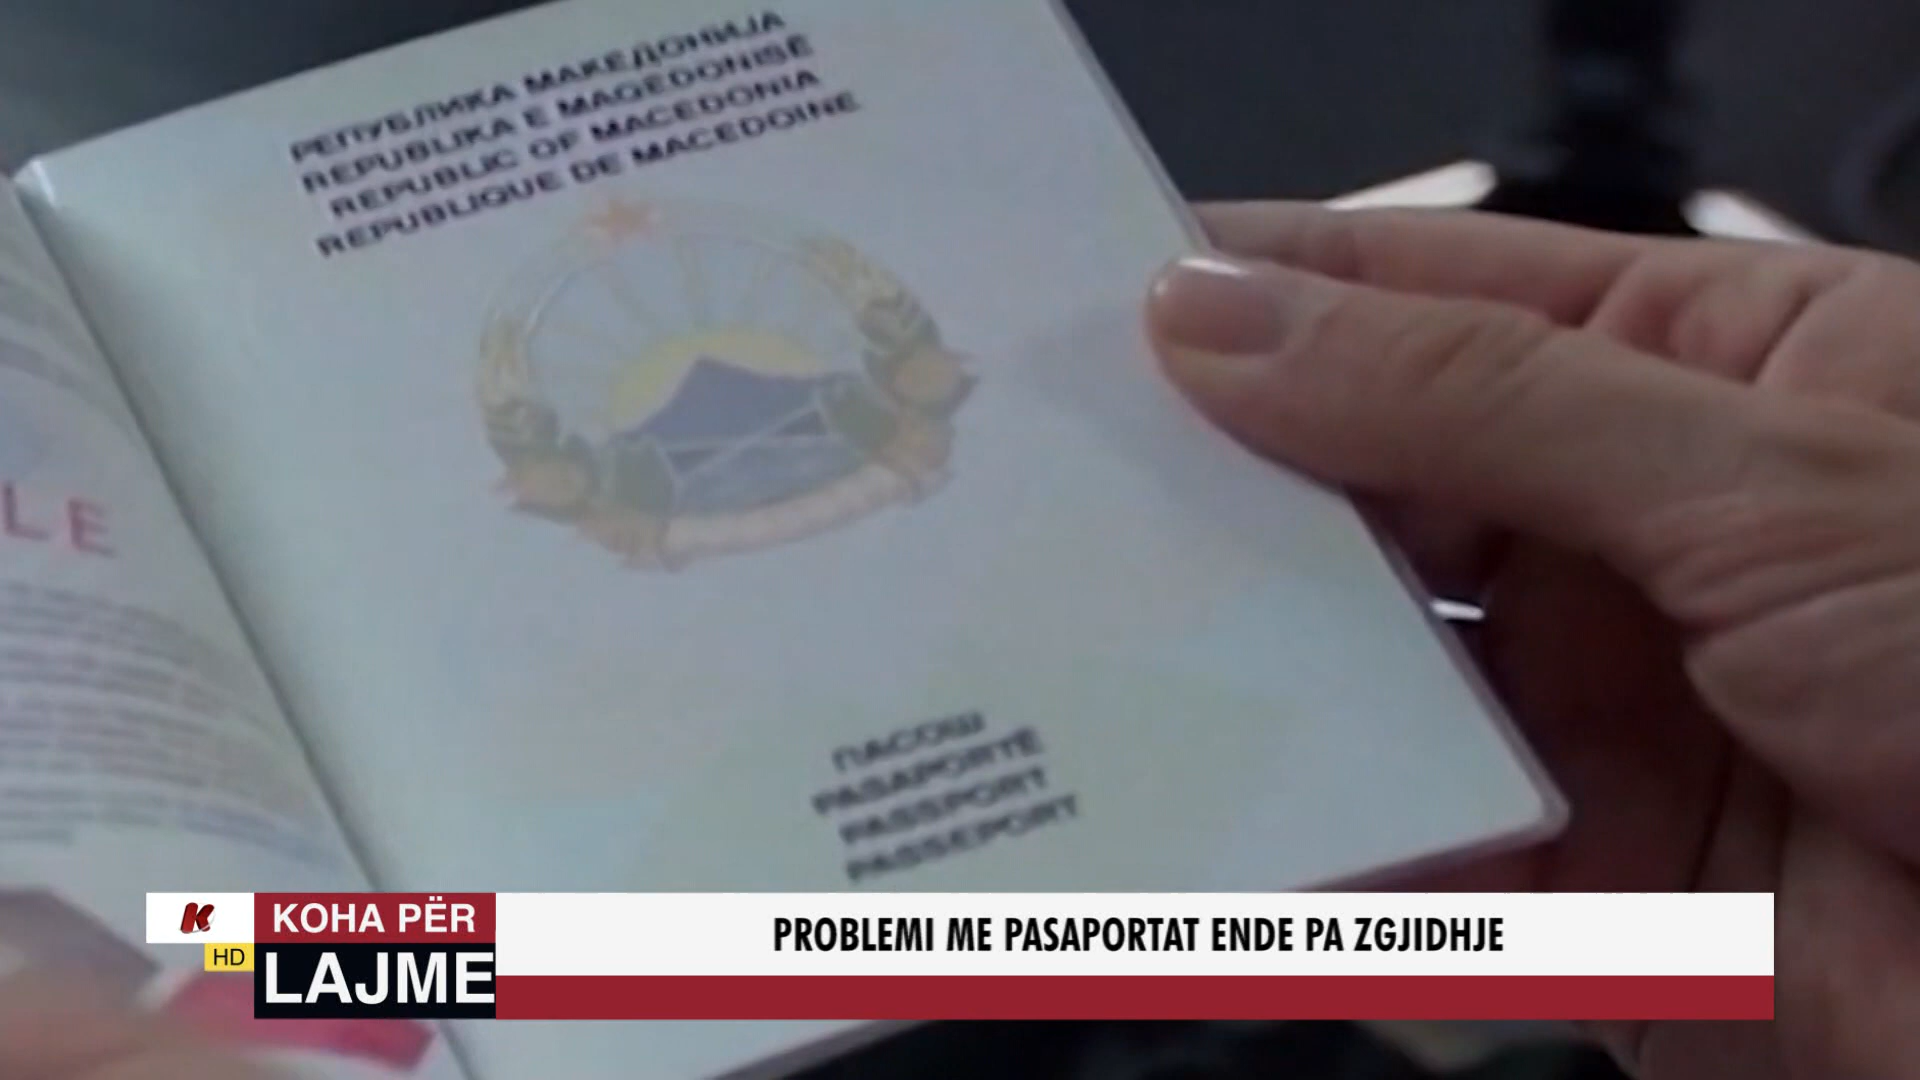 РЕПУБЛИКА МАКЕДОНИЈА
REPUBLIKA E MAQEDONISË
REPUBLIC OF MACEDONIA
REPUBLIQUE DE MACEDOINE
LE
ПАСОШ
PASAPORTË
PASSPORT
PASSEPORT
K
HD
KOHA PËR
LAJME
PROBLEMI ME PASAPORTAT ENDE PA ZGJIDHJE